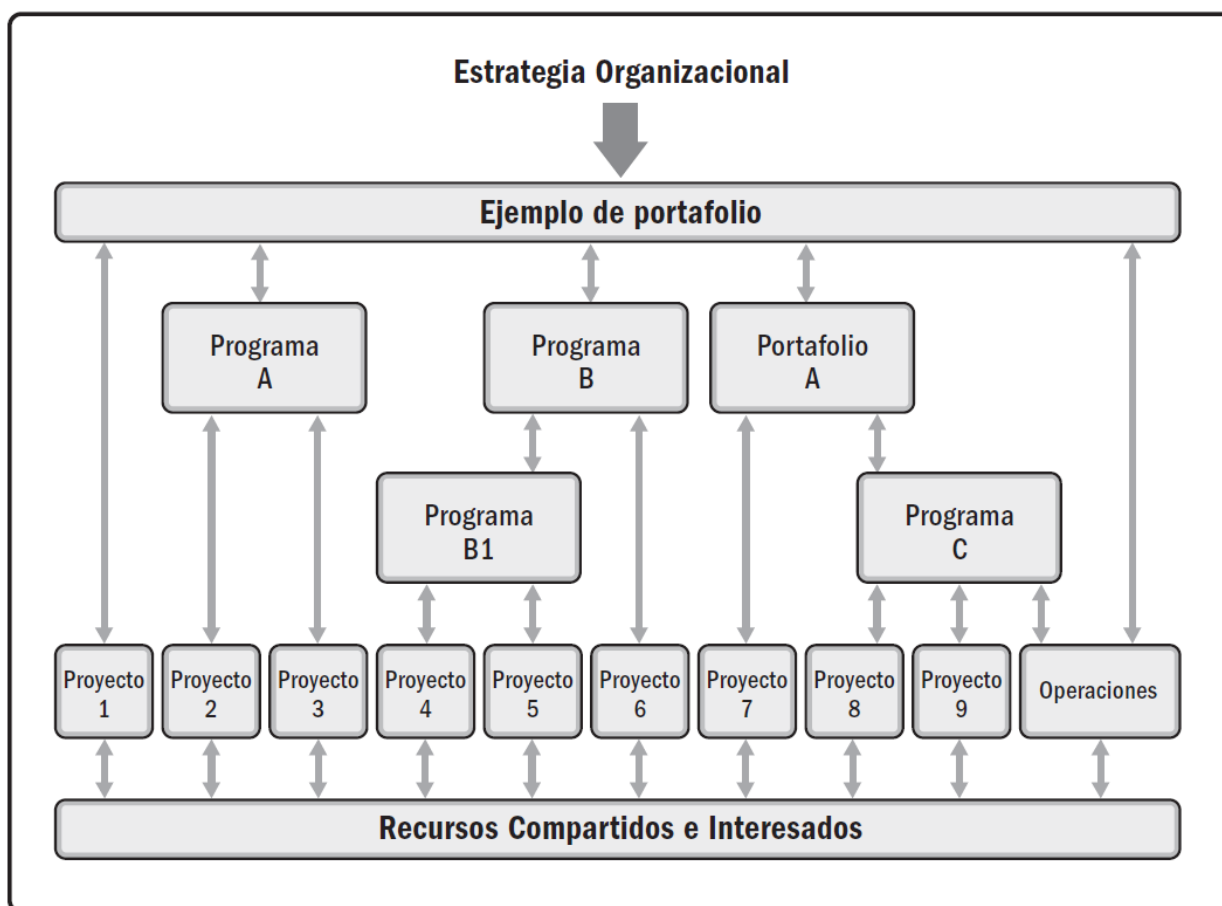 Estrategia Organizacional
Ejemplo de portafolio
Programa
A
Programa
B
Portafolio
A
Programa
B1
Programa
C
Proyecto
1
Proyecto
2
Proyecto
3
Proyecto
4
Proyecto
5
Proyecto
6
Proyecto
7
Proyecto
8
Proyecto
9
Operaciones
Recursos Compartidos e Interesados